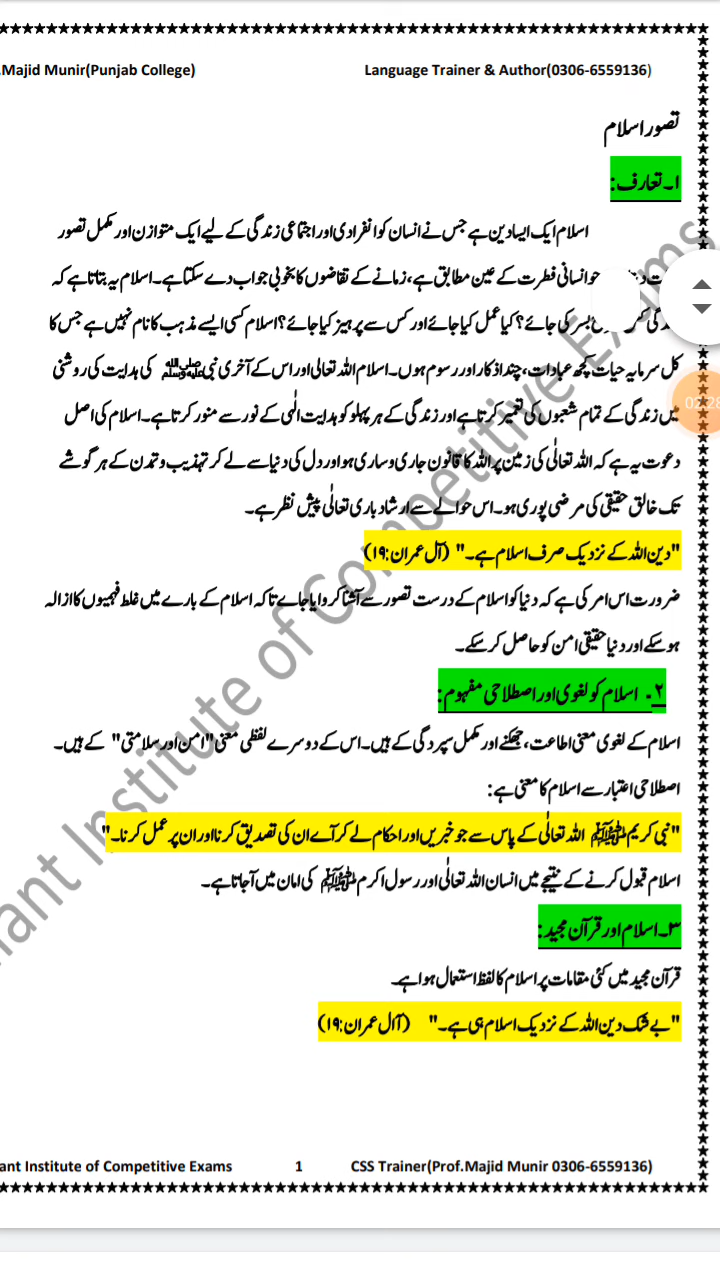 .Majid Munir(Punjab College) Language Trainer & Author(0306-6559136)
تصور اسلام
۱۔ تعارف:
اسلام ایک ایسا دین ہے جس نے انسان کو انفرادی اور اجتماعی زندگی کے لیے ایک متوازن اور مکمل تصور
جو انسانی فطرت کے عین مطابق ہے، زمانے کے تقاضوں کا بخوبی جواب دے سکتا ہے۔ اسلام یہ بتاتا ہے کہ
بسر کی جائے؟ کیا عمل کیا جائے اور کس سے پرہیز کیا جائے؟ اسلام کسی ایسے مذہب کا نام نہیں ہے جس کا
کل سرمایہ حیات کچھ عبادات، چند اذکار اور رسوم ہوں۔ اسلام اللہ تعالی اور اس کے آخری نبی ﷺ کی ہدایت کی روشنی
میں زندگی کے تمام شعبوں کی تعمیر کرتا ہے اور زندگی کے ہر پہلو کو ہدایت الٰہی کے نور سے منور کرتا ہے۔ اسلام کی اصل
دعوت یہ ہے کہ اللہ تعالٰی کی زمین پر اللہ کا قانون جاری و ساری ہو اور دل کی دنیا سے لے کر تہذیب و تمدن کے ہر گوشے
تک خالق حقیقی کی مرضی پوری ہو۔ اس حوالے سے ارشاد باری تعالٰی پیش نظر ہے۔
"دین اللہ کے نزدیک صرف اسلام ہے۔" (آل عمران:۱۹)
ضرورت اس امر کی ہے کہ دنیا کو اسلام کے درست تصور سے آشنا کروایا جاے تاکہ اسلام کے بارے میں غلط فہمیوں کا ازالہ
ہو سکے اور دنیا حقیقی امن کو حاصل کر سکے۔
۲۔ اسلام کو لغوی اور اصطلاحی مفہوم:
اسلام کے لغوی معنی اطاعت، جھکنے اور مکمل سپردگی کے ہیں۔ اس کے دوسرے لفظی معنی "امن اور سلامتی" کے ہیں۔
اصطلاحی اعتبار سے اسلام کا معنی ہے:
"نبی کریم ﷺ اللہ تعالٰی کے پاس سے جو خبریں اور احکام لے کر آے ان کی تصدیق کرنا اور ان پر عمل کرنا۔"
اسلام قبول کرنے کے نتیجے میں انسان اللہ تعالٰی اور رسول اکرم ﷺ کی امان میں آ جاتا ہے۔
۳۔ اسلام اور قرآن مجید:
قرآن مجید میں کئی مقامات پر اسلام کا لفظ استعمال ہوا ہے۔
"بے شک دین اللہ کے نزدیک اسلام ہی ہے۔" (آال عمران:۱۹)
ant Institute of Competitive Exams 1 CSS Trainer(Prof.Majid Munir 0306-6559136)
nant Institute of Competitive Exams
02:28